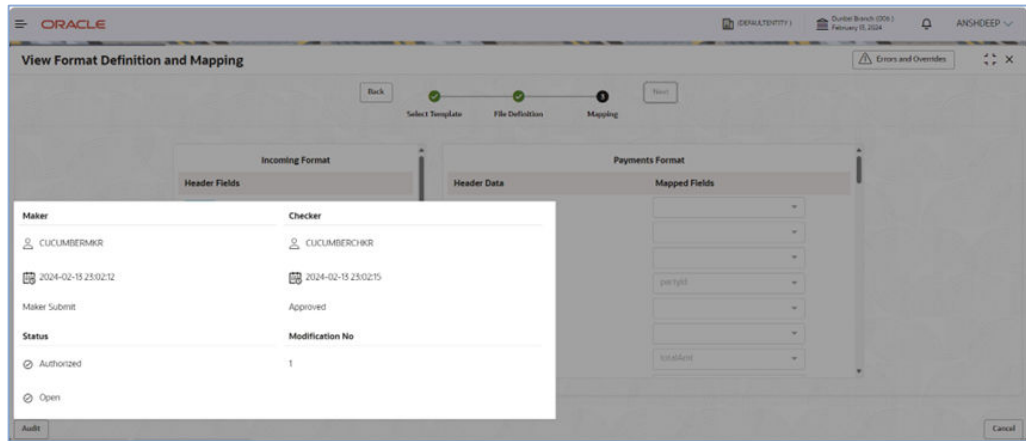 ORACLE
(DEFAULTENTITY)
Dunbel Branch (006)
February 13, 2024
ANSHDEEP
View Format Definition and Mapping
Errors and Overrides
Back
Next
3
Select Template
File Definition
Mapping
Incoming Format
Payments Format
Header Fields
Header Data
Mapped Fields
Maker
Checker
CUCUMBERMKR
CUCUMBERCHKR
2024-02-13 23:02:12
2024-02-13 23:02:15
partyId
Maker Submit
Approved
Status
Modification No
totalAmt
Authorized
1
Open
Audit
Cancel